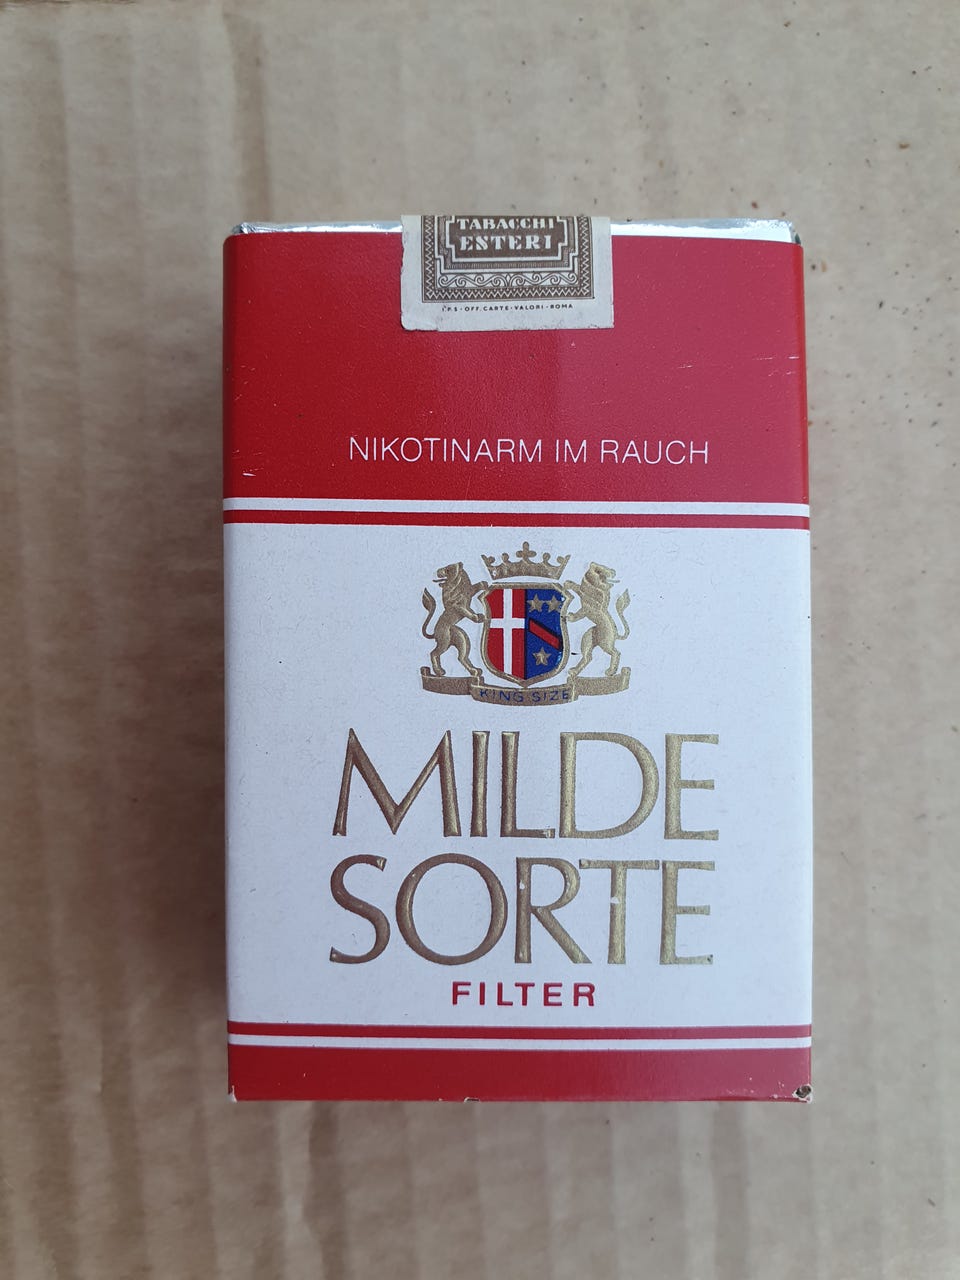 TABACCHI
ESTERI
I.P.S - OFF. CARTE - VALORI - ROMA
NIKOTINARM IM RAUCH
KING SIZE
MILDE
SORTE
FILTER